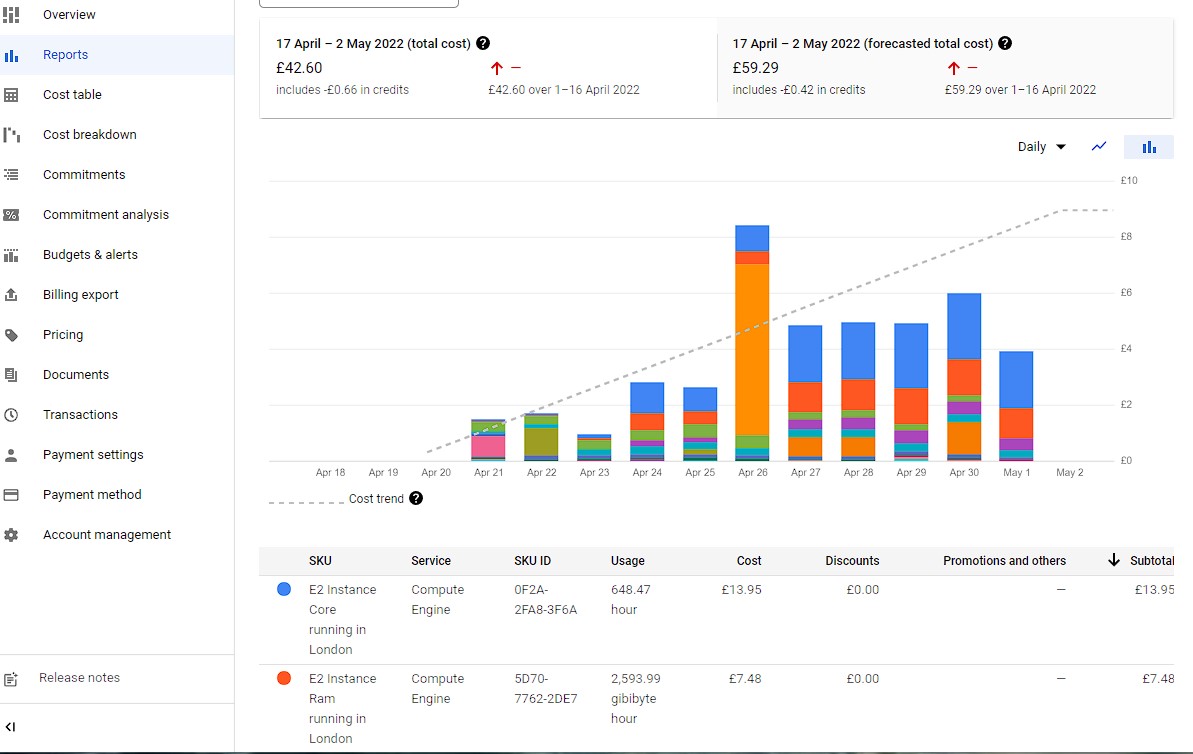 Overview
Reports
Cost table
Cost breakdown
Commitments
Commitment analysis
Budgets & alerts
Billing export
Pricing
Documents
Transactions
Payment settings
Payment method
Account management
Release notes
17 April – 2 May 2022 (total cost)
£42.60
includes -£0.66 in credits
£42.60 over 1–16 April 2022
17 April – 2 May 2022 (forecasted total cost)
£59.29
includes -£0.42 in credits
£59.29 over 1–16 April 2022
Daily
£10
£8
£6
£4
£2
£0
Apr 18 Apr 19 Apr 20 Apr 21 Apr 22 Apr 23 Apr 24 Apr 25 Apr 26 Apr 27 Apr 28 Apr 29 Apr 30 May 1 May 2
Cost trend
SKU Service SKU ID Usage Cost Discounts Promotions and others Subtotal
E2 Instance Compute 0F2A- 648.47 £13.95 £0.00 — £13.95
Core Engine 2FA8-3F6A hour
running in
London
E2 Instance Compute 5D70- 2,593.99 £7.48 £0.00 — £7.48
Ram Engine 7762-2DE7 gibibyte
running in hour
London